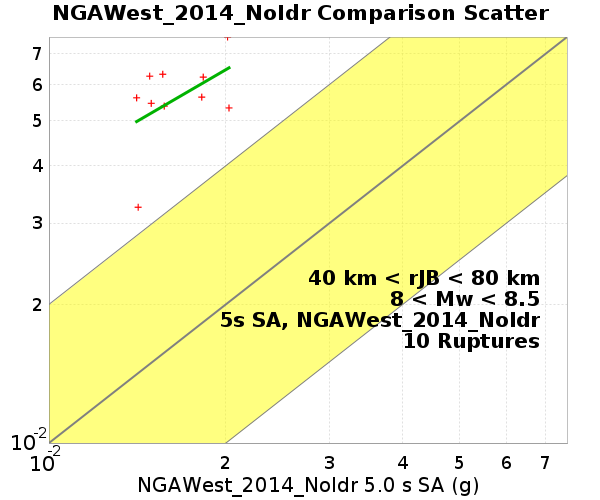 NGAWest_2014_NoIdr Comparison Scatter
7
6
5
4
3
2
10-2
40 km < rJB < 80 km
8 < Mw < 8.5
5s SA, NGAWest_2014_NoIdr
10 Ruptures
10-2 2 3 4 5 6 7
NGAWest_2014_NoIdr 5.0 s SA (g)